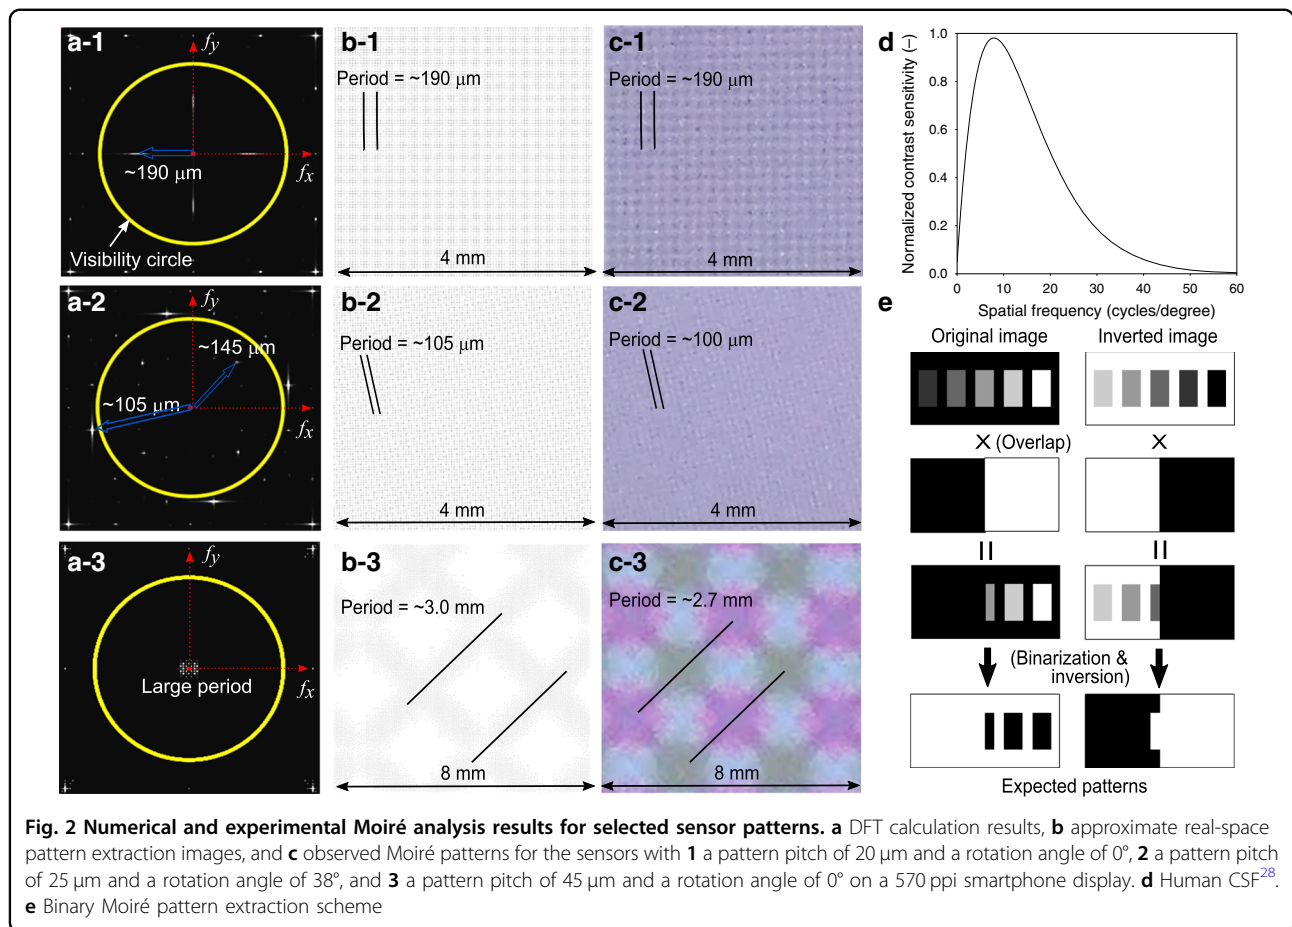 a-1
fy
~190 μm
fx
Visibility circle
b-1
Period = ~190 μm
4 mm
c-1
Period = ~190 μm
4 mm
d
Normalized contrast sensitivity (–)
1.0
0.8
0.6
0.4
0.2
0.0
0 10 20 30 40 50 60
Spatial frequency (cycles/degree)
a-2
fy
~145 μm
~105 μm
fx
b-2
Period = ~105 μm
4 mm
c-2
Period = ~100 μm
4 mm
a-3
fy
Large period
fx
b-3
Period = ~3.0 mm
8 mm
c-3
Period = ~2.7 mm
8 mm
e
Original image Inverted image
X (Overlap) X
= =
(Binarization &
inversion)
Expected patterns
Fig. 2 Numerical and experimental Moiré analysis results for selected sensor patterns. a DFT calculation results, b approximate real-space
pattern extraction images, and c observed Moiré patterns for the sensors with 1 a pattern pitch of 20 μm and a rotation angle of 0°, 2 a pattern pitch
of 25 μm and a rotation angle of 38°, and 3 a pattern pitch of 45 μm and a rotation angle of 0° on a 570 ppi smartphone display. d Human CSF28.
e Binary Moiré pattern extraction scheme